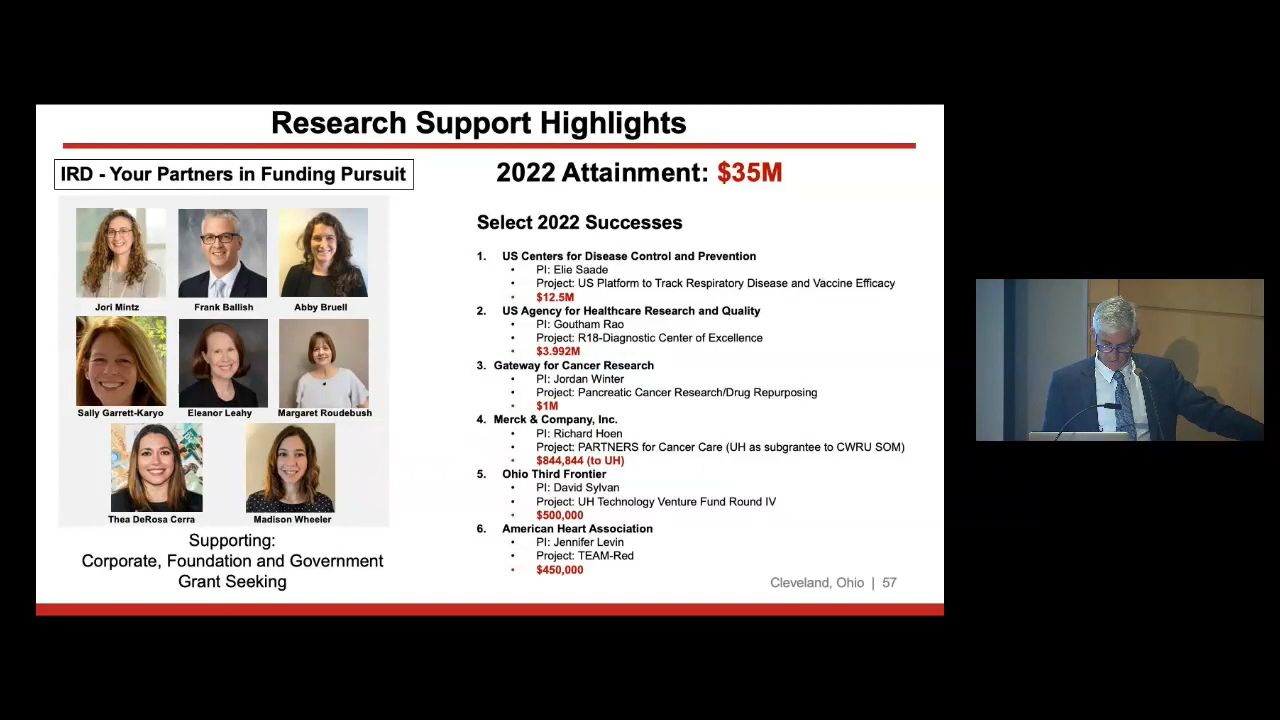 Research Support Highlights
IRD - Your Partners in Funding Pursuit
Jori Mintz
Frank Ballish
Abby Bruell
Sally Garrett-Karyo
Eleanor Leahy
Margaret Roudebush
Thea DeRosa Cerra
Madison Wheeler
Supporting:
Corporate, Foundation and Government
Grant Seeking
2022 Attainment: $35M
Select 2022 Successes
1. US Centers for Disease Control and Prevention
• PI: Elie Saade
• Project: US Platform to Track Respiratory Disease and Vaccine Efficacy
• $12.5M
2. US Agency for Healthcare Research and Quality
• PI: Goutham Rao
• Project: R18-Diagnostic Center of Excellence
• $3.992M
3. Gateway for Cancer Research
• PI: Jordan Winter
• Project: Pancreatic Cancer Research/Drug Repurposing
• $1M
4. Merck & Company, Inc.
• PI: Richard Hoen
• Project: PARTNERS for Cancer Care (UH as subgrantee to CWRU SOM)
• $844,844 (to UH)
5. Ohio Third Frontier
• PI: David Sylvan
• Project: UH Technology Venture Fund Round IV
• $500,000
6. American Heart Association
• PI: Jennifer Levin
• Project: TEAM-Red
• $450,000
Cleveland, Ohio | 57